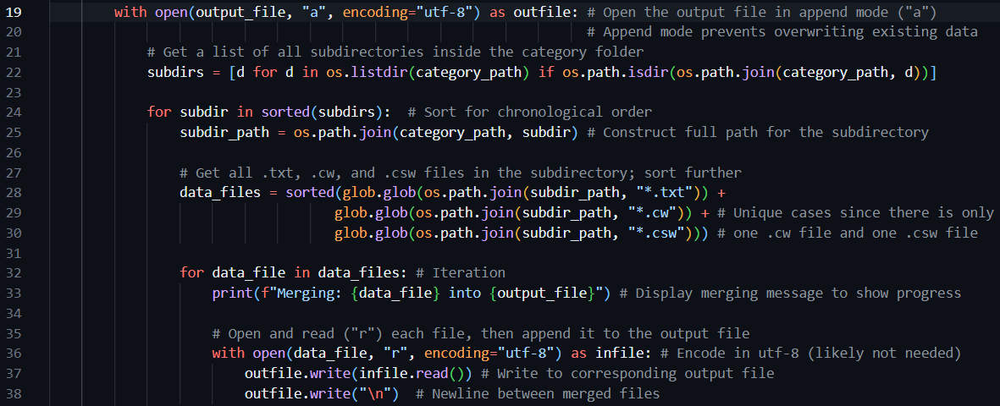 19 with open(output_file, "a", encoding="utf-8") as outfile: # Open the output file in append mode ("a")
20 # Append mode prevents overwriting existing data
21 # Get a list of all subdirectories inside the category folder
22 subdirs = [d for d in os.listdir(category_path) if os.path.isdir(os.path.join(category_path, d))]
23
24 for subdir in sorted(subdirs):  # Sort for chronological order
25 subdir_path = os.path.join(category_path, subdir) # Construct full path for the subdirectory
26
27 # Get all .txt, .cw, and .csw files in the subdirectory; sort further
28 data_files = sorted(glob.glob(os.path.join(subdir_path, "*.txt")) +
29 glob.glob(os.path.join(subdir_path, "*.cw")) + # Unique cases since there is only
30 glob.glob(os.path.join(subdir_path, "*.csw"))) # one .cw file and one .csw file
31
32 for data_file in data_files: # Iteration
33 print(f"Merging: {data_file} into {output_file}") # Display merging message to show progress
34
35 # Open and read ("r") each file, then append it to the output file
36 with open(data_file, "r", encoding="utf-8") as infile: # Encode in utf-8 (likely not needed)
37 outfile.write(infile.read()) # Write to corresponding output file
38 outfile.write("\n")  # Newline between merged files